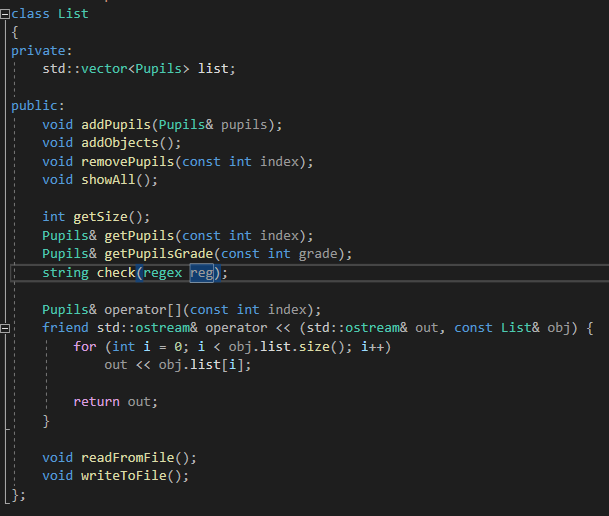 class List
{
private:
    std::vector<Pupils> list;

public:
    void addPupils(Pupils& pupils);
    void addObjects();
    void removePupils(const int index);
    void showAll();

    int getSize();
    Pupils& getPupils(const int index);
    Pupils& getPupilsGrade(const int grade);
    string check(regex reg);

    Pupils& operator[](const int index);
    friend std::ostream& operator << (std::ostream& out, const List& obj) {
        for (int i = 0; i < obj.list.size(); i++)
            out << obj.list[i];

        return out;
    }

    void readFromFile();
    void writeToFile();
};